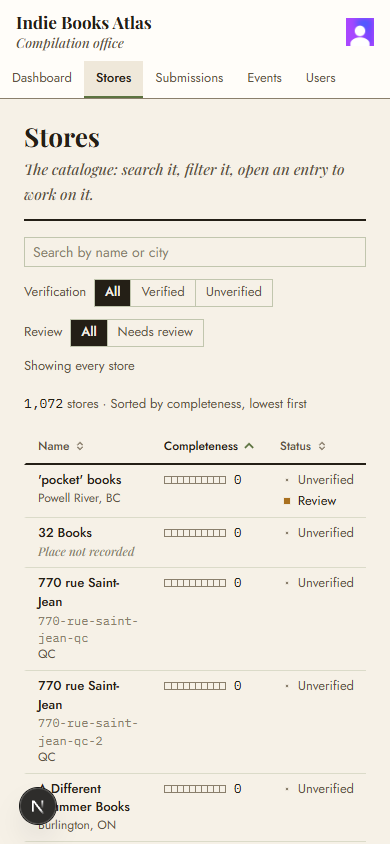 Indie Books Atlas
Compilation office
Dashboard Stores Submissions Events Users
Stores
The catalogue: search it, filter it, open an entry to
work on it.
Search by name or city
Verification All Verified Unverified
Review All Needs review
Showing every store
1,072 stores · Sorted by completeness, lowest first
Name Completeness Status
'pocket' books 0 · Unverified
Powell River, BC Review
32 Books 0 · Unverified
Place not recorded
770 rue Saint- 0 · Unverified
Jean
770-rue-saint-
jean-qc
QC
770 rue Saint- 0 · Unverified
Jean
770-rue-saint-
jean-qc-2
QC
Different 0 · Unverified
Books
Burlington, ON
N